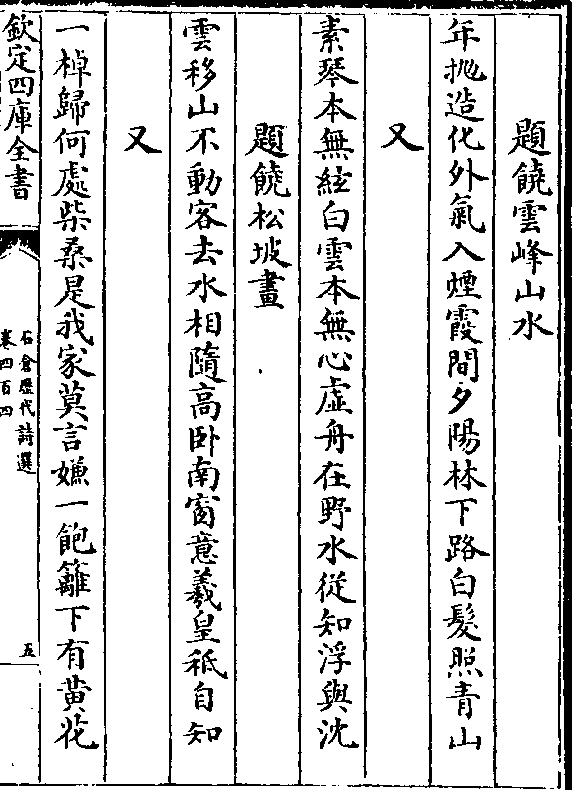 題饒雲峰山水
年抛造化外氣入煙霞間夕陽林下路白髮照青山
又
素琴本無絃白雲本無心虛舟在野水從知浮與沈
題饒松坡畫
雲移山不動客去水相隨高卧南窗意羲皇秪自知
又
一棹歸何處柴桑是我家莫言嫌一飽籬下有黄花
欽定四庫全書
石倉歷代詩選
卷四百四
五